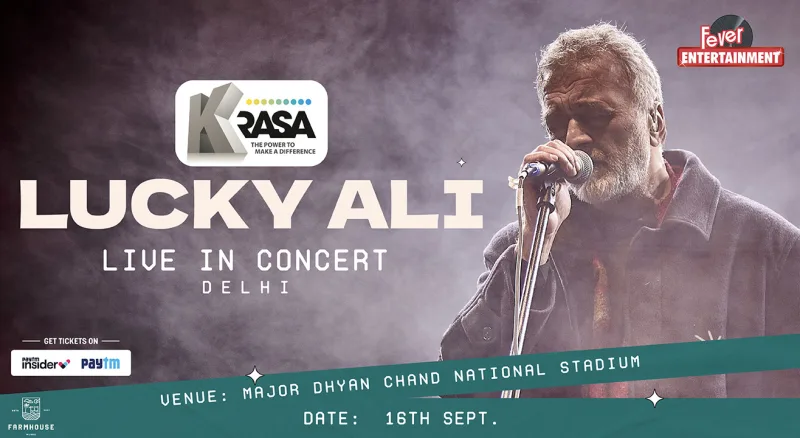 Fever
ENTERTAINMENT
KRASA
THE POWER TO
MAKE A DIFFERENCE
LUCKY ALI
LIVE IN CONCERT
DELHI
GET TICKETS ON
paytm
insider
paytm
VENUE: MAJOR DHYAN CHAND NATIONAL STADIUM
DATE: 16TH SEPT.
FARMHOUSE